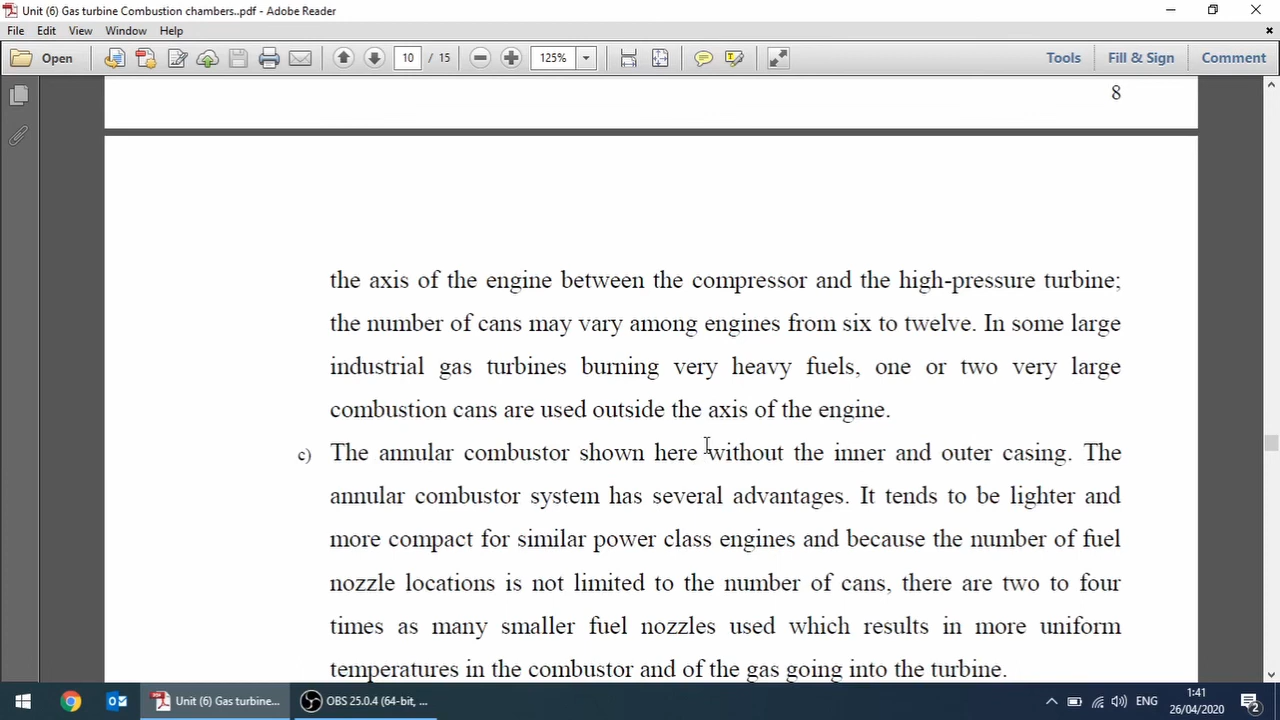 Unit (6) Gas turbine Combustion chambers..pdf - Adobe Reader
File Edit View Window Help
Open 10 / 15 125% Tools Fill & Sign Comment
8
the axis of the engine between the compressor and the high-pressure turbine;
the number of cans may vary among engines from six to twelve. In some large
industrial gas turbines burning very heavy fuels, one or two very large
combustion cans are used outside the axis of the engine.
c) The annular combustor shown here without the inner and outer casing. The
annular combustor system has several advantages. It tends to be lighter and
more compact for similar power class engines and because the number of fuel
nozzle locations is not limited to the number of cans, there are two to four
times as many smaller fuel nozzles used which results in more uniform
temperatures in the combustor and of the gas going into the turbine.
Unit (6) Gas turbine... OBS 25.0.4 (64-bit, ... ENG 1:41
26/04/2020 2